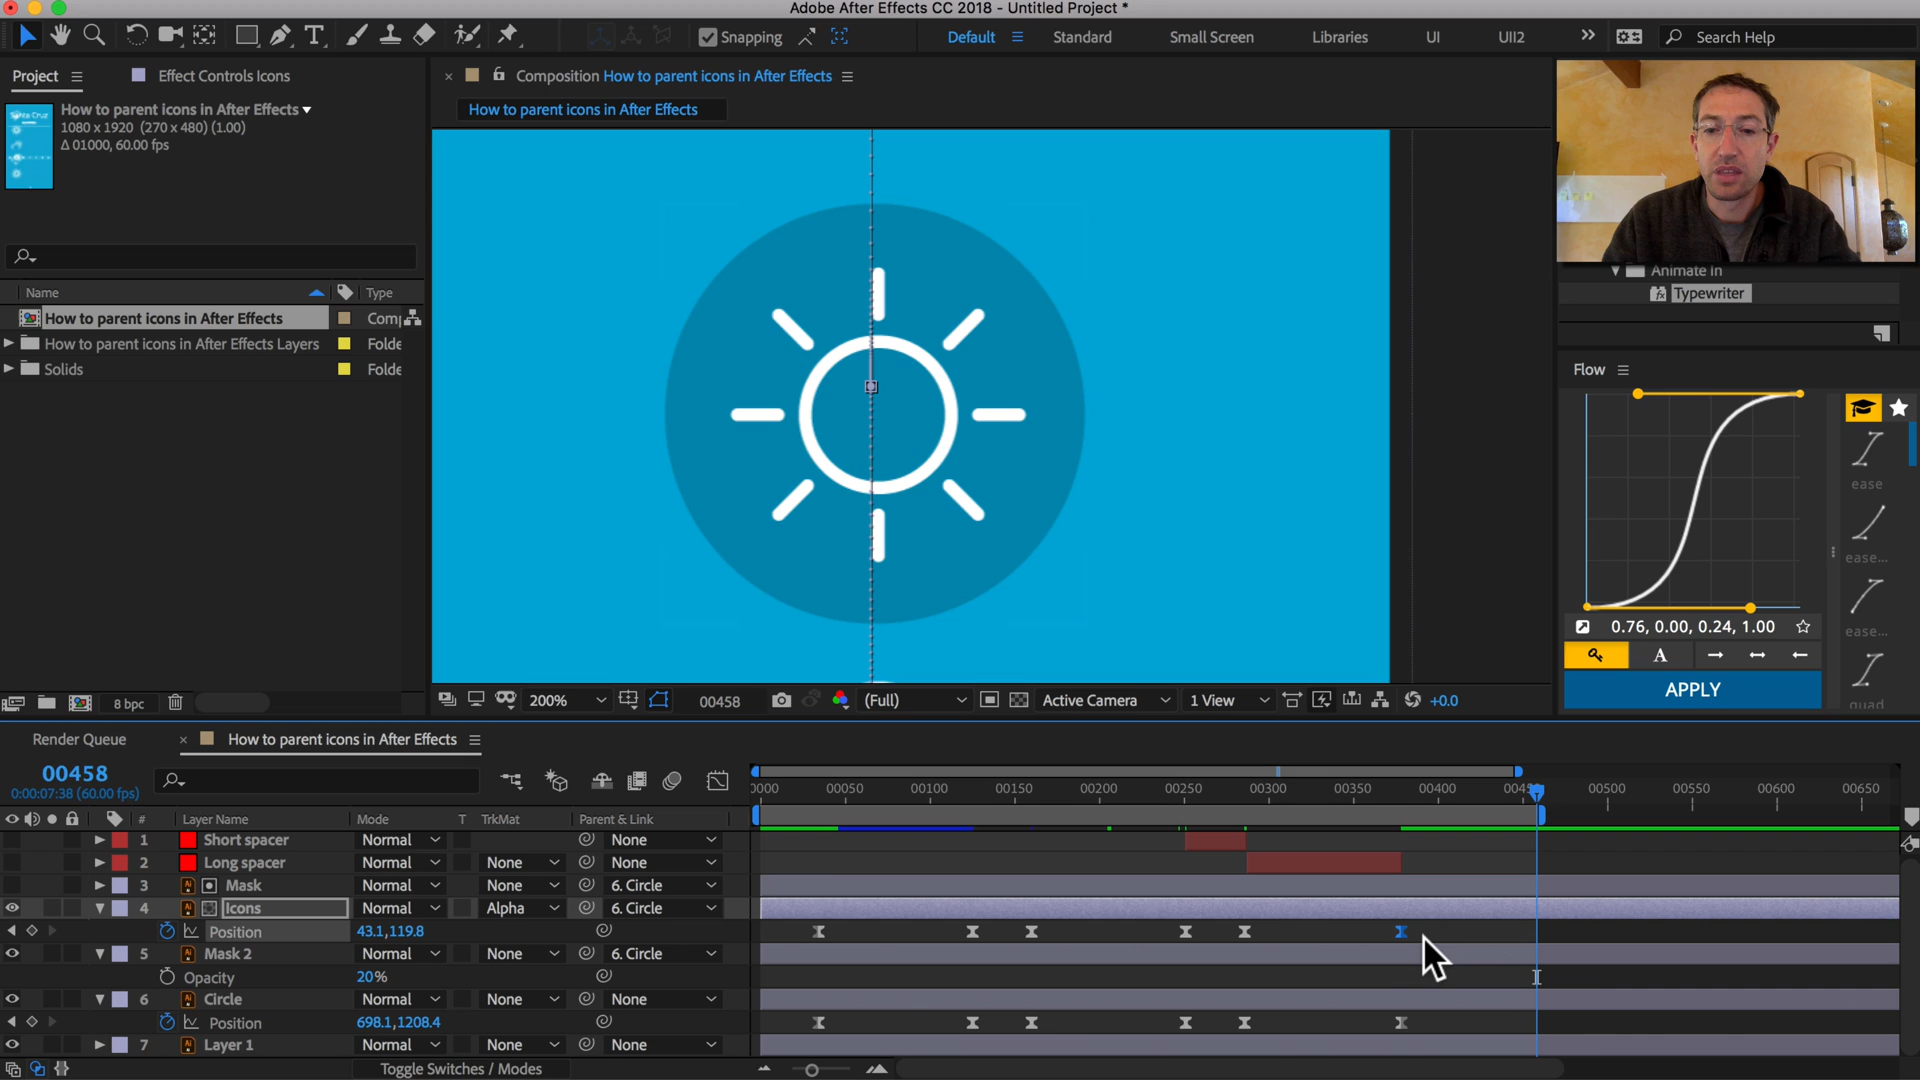 Adobe After Effects CC 2018 - Untitled Project *
Snapping
Default
Standard
Small Screen
Libraries
UI
UII2
Search Help
Project
Effect Controls Icons
Composition How to parent icons in After Effects
How to parent icons in After Effects
How to parent icons in After Effects
1080 x 1920 (270 x 480) (1.00)
Δ 01000, 60.00 fps
Name
Type
How to parent icons in After Effects
Comp
How to parent icons in After Effects Layers
Folde
Solids
Folde
Animate In
Typewriter
Flow
ease
ease...
ease...
quad
0.76, 0.00, 0.24, 1.00
A
APPLY
8 bpc
200%
00458
(Full)
Active Camera
1 View
+0.0
Render Queue
How to parent icons in After Effects
00458
0:00:07:38 (60.00 fps)
0000
00050
00100
00150
00200
00250
00300
00350
00400
00500
00550
00600
00650
#
Layer Name
Mode
T
TrkMat
Parent & Link
1
Short spacer
Normal
None
2
Long spacer
Normal
None
None
3
Mask
Normal
None
6. Circle
4
Icons
Normal
Alpha
6. Circle
Position
43.1,119.8
5
Mask 2
Normal
None
6. Circle
Opacity
20%
6
Circle
Normal
None
None
Position
698.1,1208.4
7
Layer 1
Normal
None
None
Toggle Switches / Modes